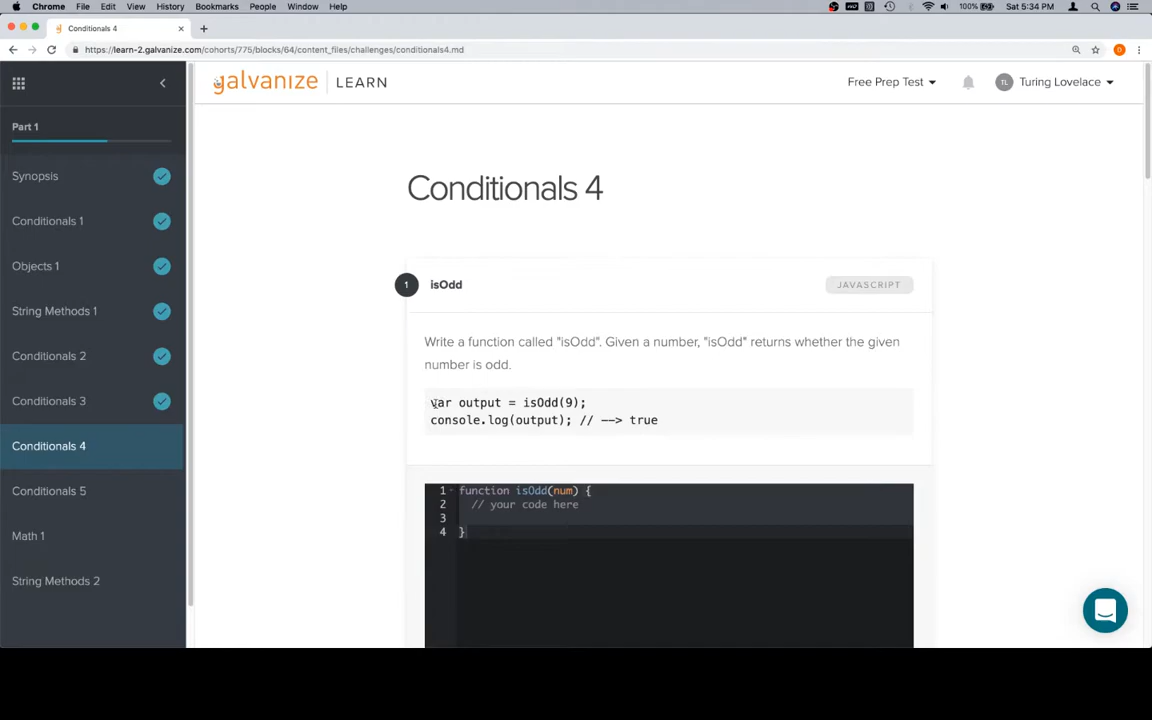 Chrome File Edit View History Bookmarks People Window Help 100% Sat 5:34 PM
Conditionals 4
https://learn-2.galvanize.com/cohorts/775/blocks/64/content_files/challenges/conditionals4.md
galvanize LEARN
Free Prep Test
TL Turing Lovelace
Part 1
Synopsis
Conditionals 1
Objects 1
String Methods 1
Conditionals 2
Conditionals 3
Conditionals 4
Conditionals 5
Math 1
String Methods 2
Conditionals 4
1 isOdd JAVASCRIPT
Write a function called "isOdd". Given a number, "isOdd" returns whether the given
number is odd.
var output = isOdd(9);
console.log(output); // --> true
1 function isOdd(num) {
2 // your code here
3
4 }